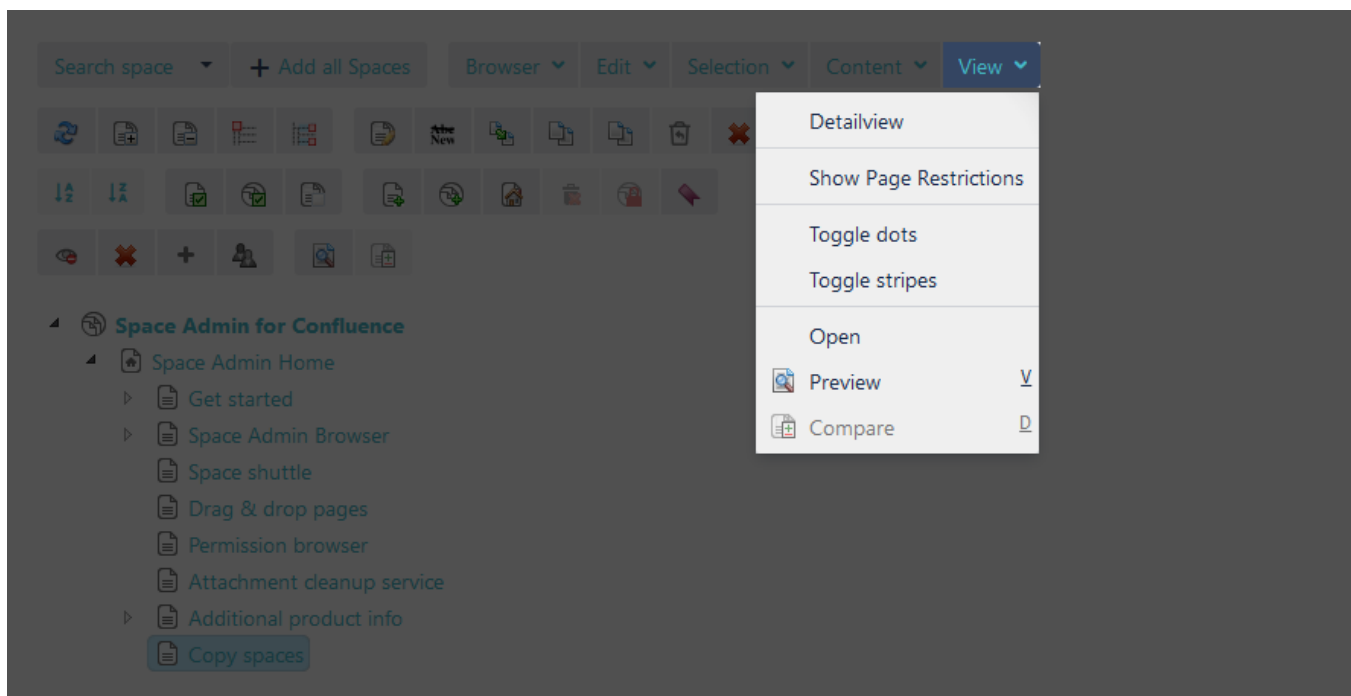 Search space + Add all Spaces Browser Edit Selection Content View
Detailview
Abc
New
Show Page Restrictions
A
Z
Z
A
Toggle dots
Toggle stripes
Space Admin for Confluence
Open
Space Admin Home
Preview V
Get started
Compare D
Space Admin Browser
Space shuttle
Drag & drop pages
Permission browser
Attachment cleanup service
Additional product info
Copy spaces